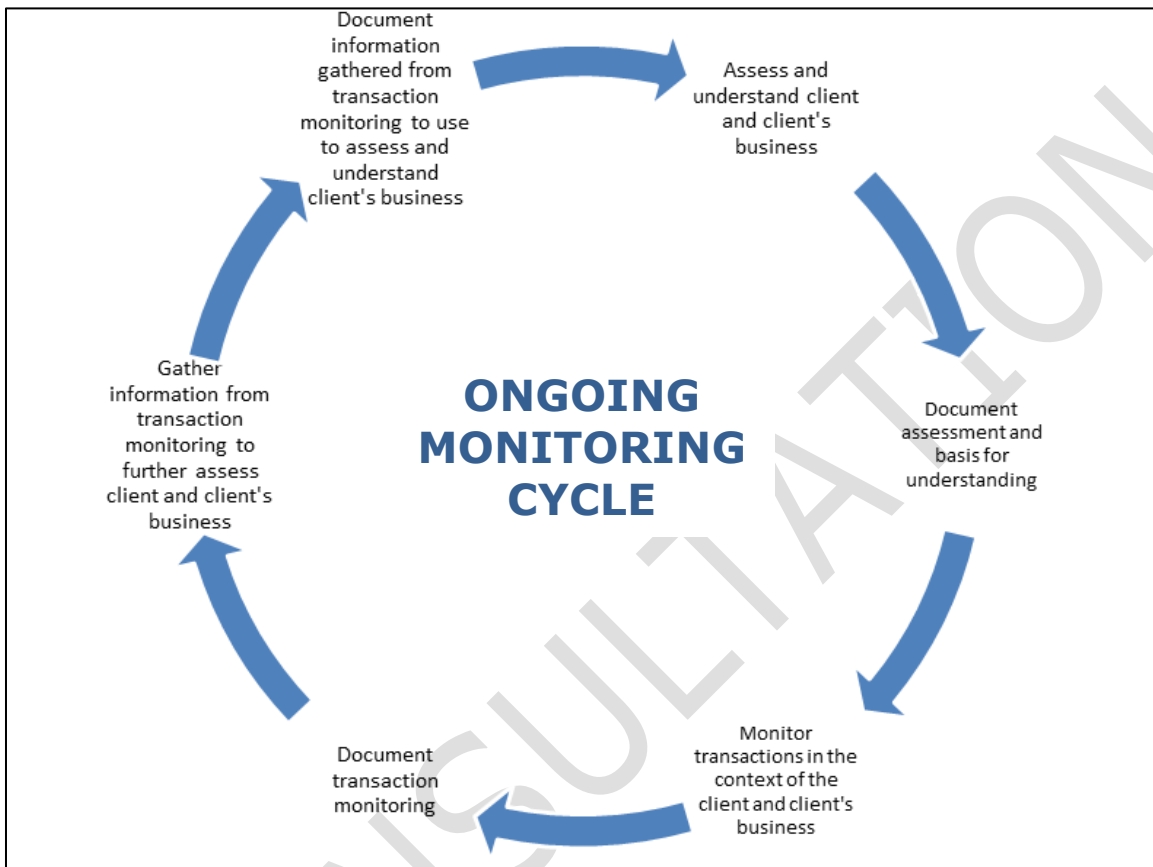 Document
information
gathered from
transaction
monitoring to use
to assess and
understand
client's business
Assess and
understand client
and client's
business
Document
assessment and
basis for
understanding
Monitor
transactions in the
context of the
client and client's
business
Document
transaction
monitoring
Gather
information from
transaction
monitoring to
further assess
client and client's
business
ONGOING
MONITORING
CYCLE
NSULTATION